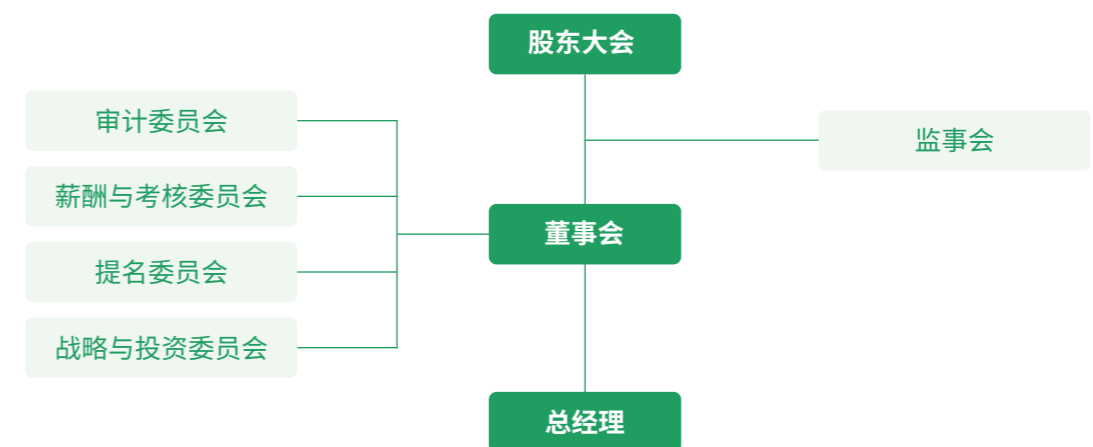 股东大会
审计委员会
监事会
薪酬与考核委员会
董事会
提名委员会
战略与投资委员会
总经理